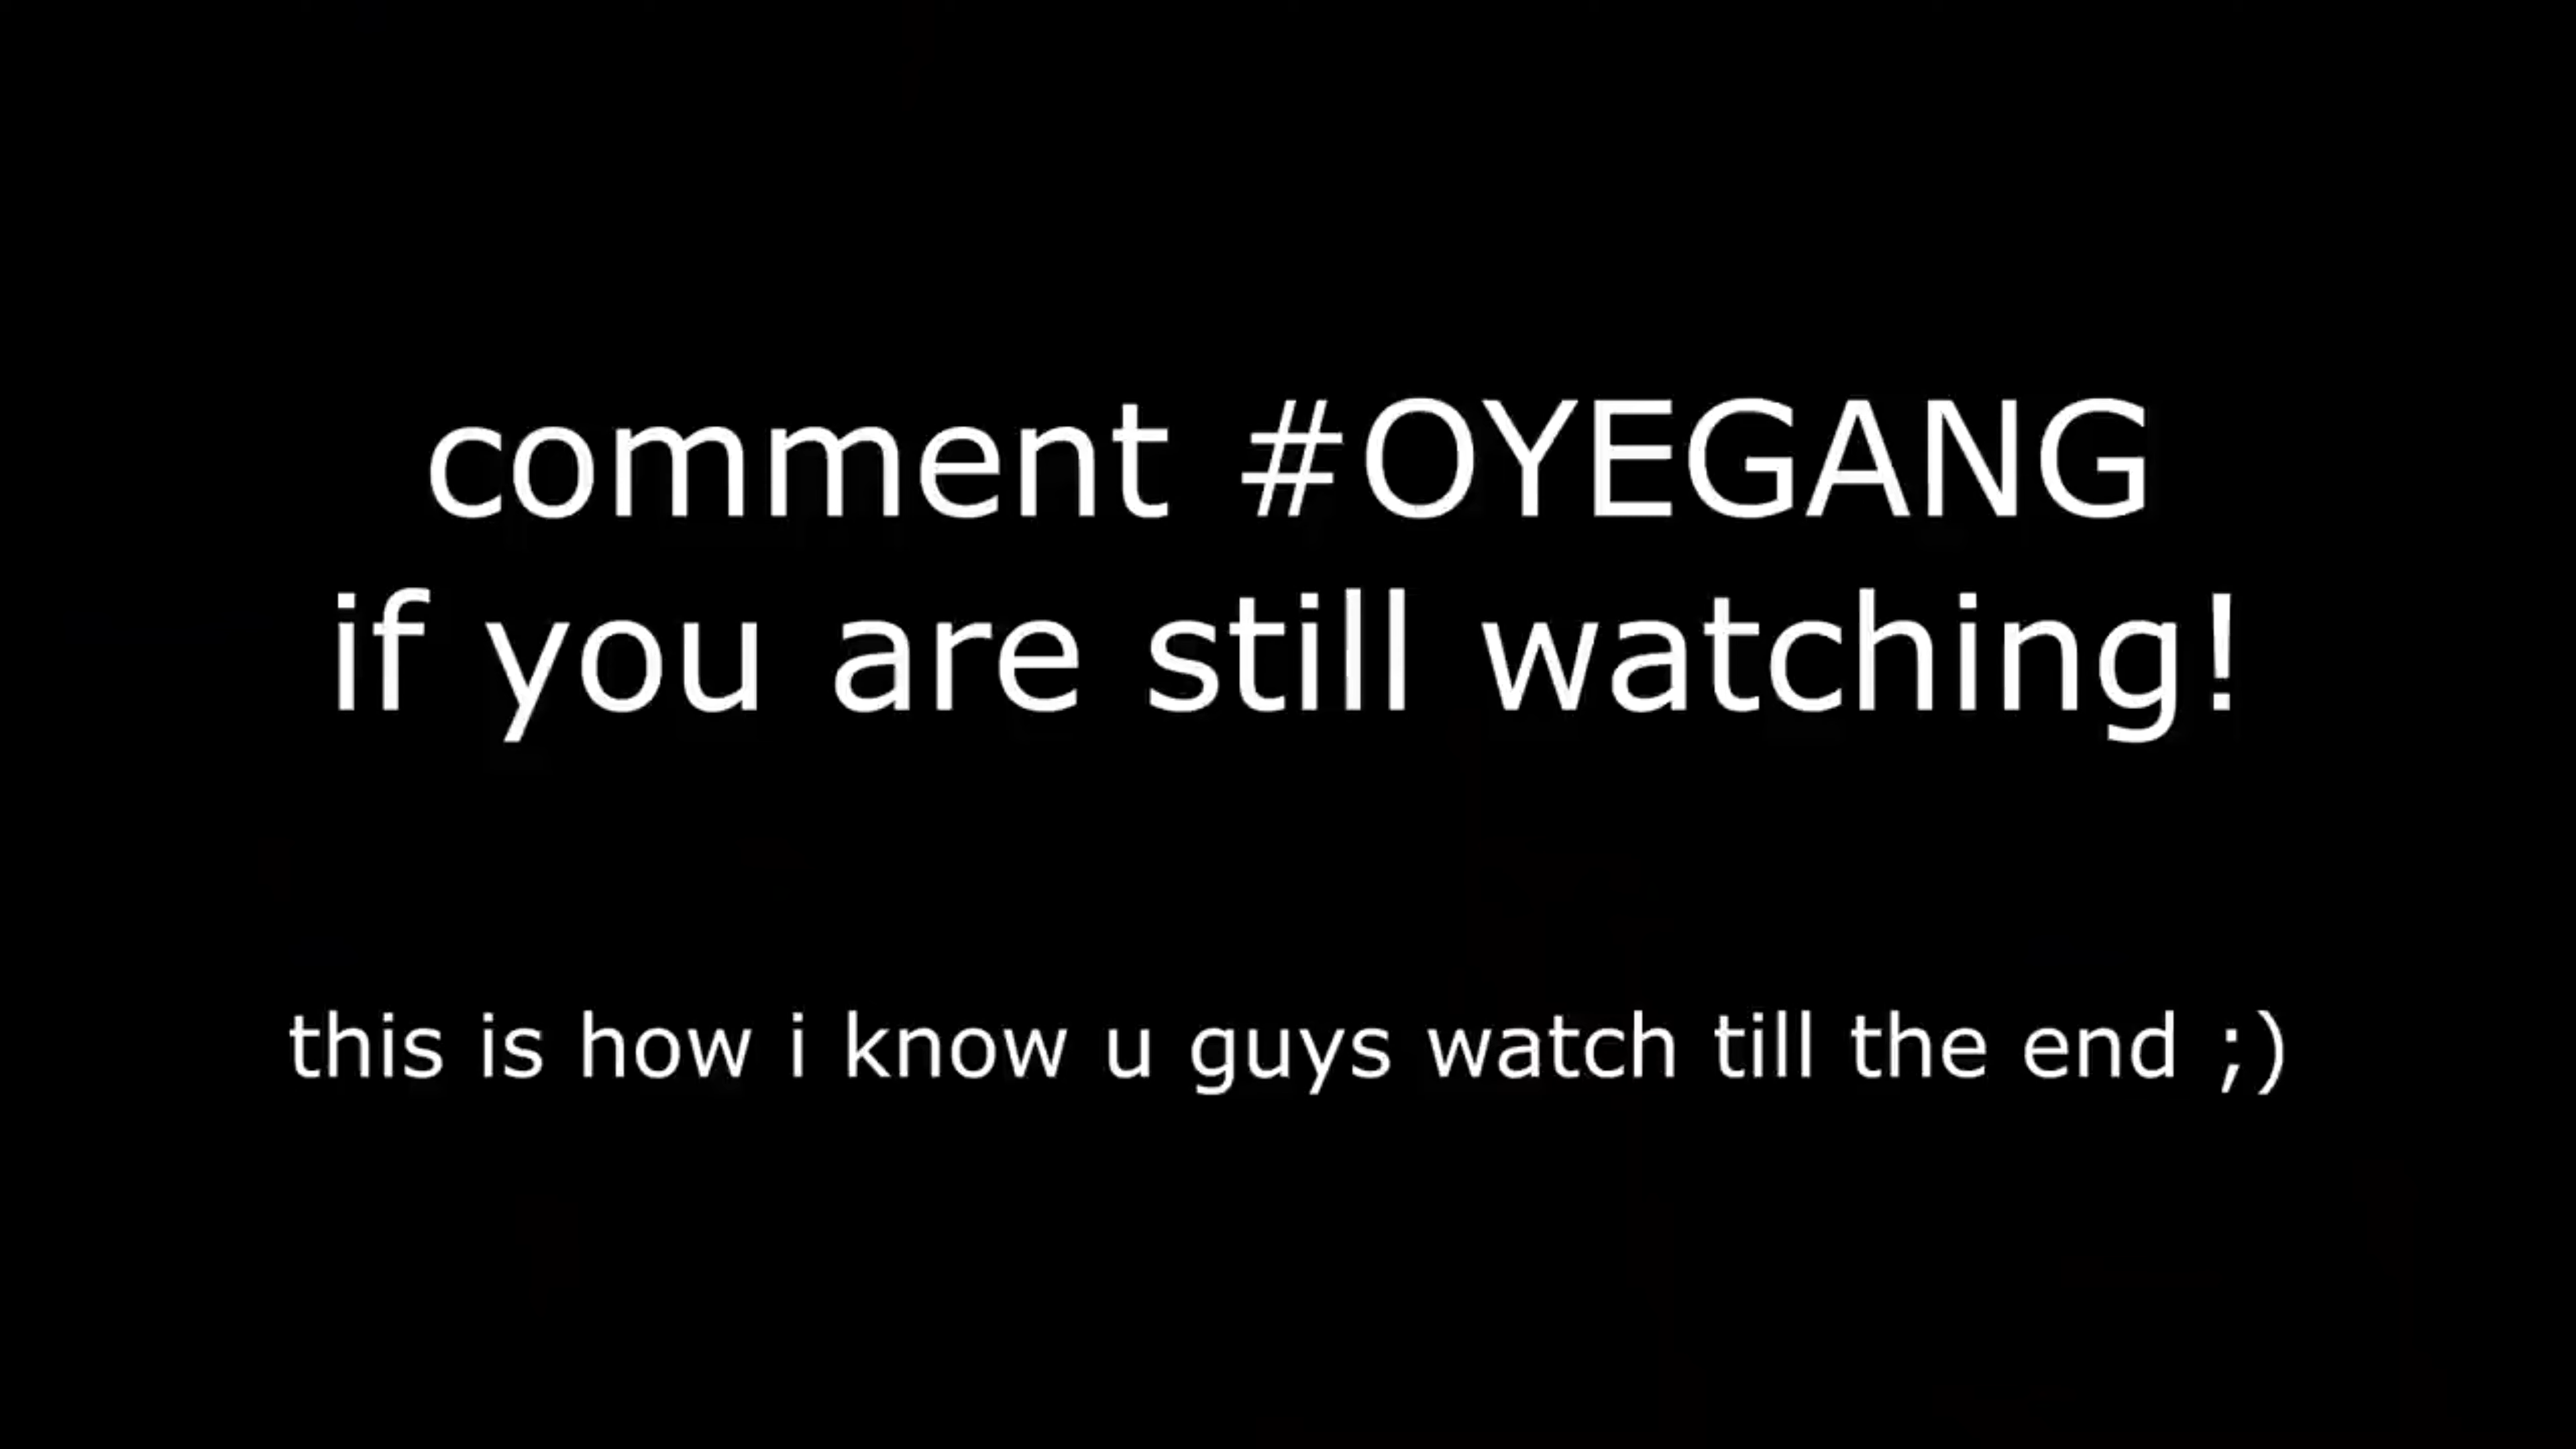 comment #OYEGANG
if you are still watching!
this is how i know u guys watch till the end ;)